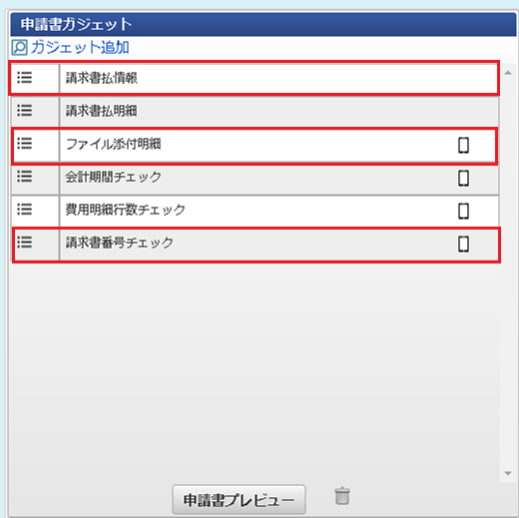 申請書ガジェット
ガジェット追加
請求書払情報
請求書払明細
ファイル添付明細
会計期間チェック
費用明細行数チェック
請求書番号チェック
申請書プレビュー